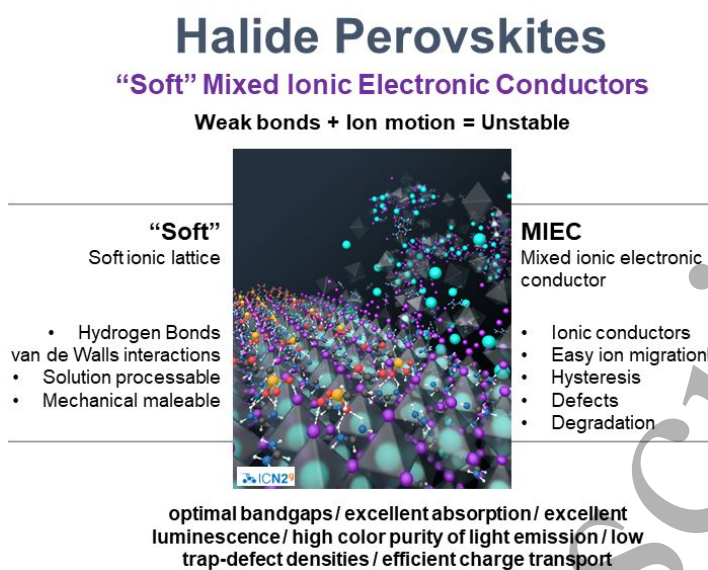 Halide Perovskites
“Soft” Mixed Ionic Electronic Conductors
Weak bonds + Ion motion = Unstable
“Soft”
Soft ionic lattice
• Hydrogen Bonds
van de Walls interactions
• Solution processable
• Mechanical maleable
MIEC
Mixed ionic electronic
conductor
• Ionic conductors
• Easy ion migration
• Hysteresis
• Defects
• Degradation
ICN2
optimal bandgaps / excellent absorption / excellent
luminescence / high color purity of light emission / low
trap-defect densities / efficient charge transport